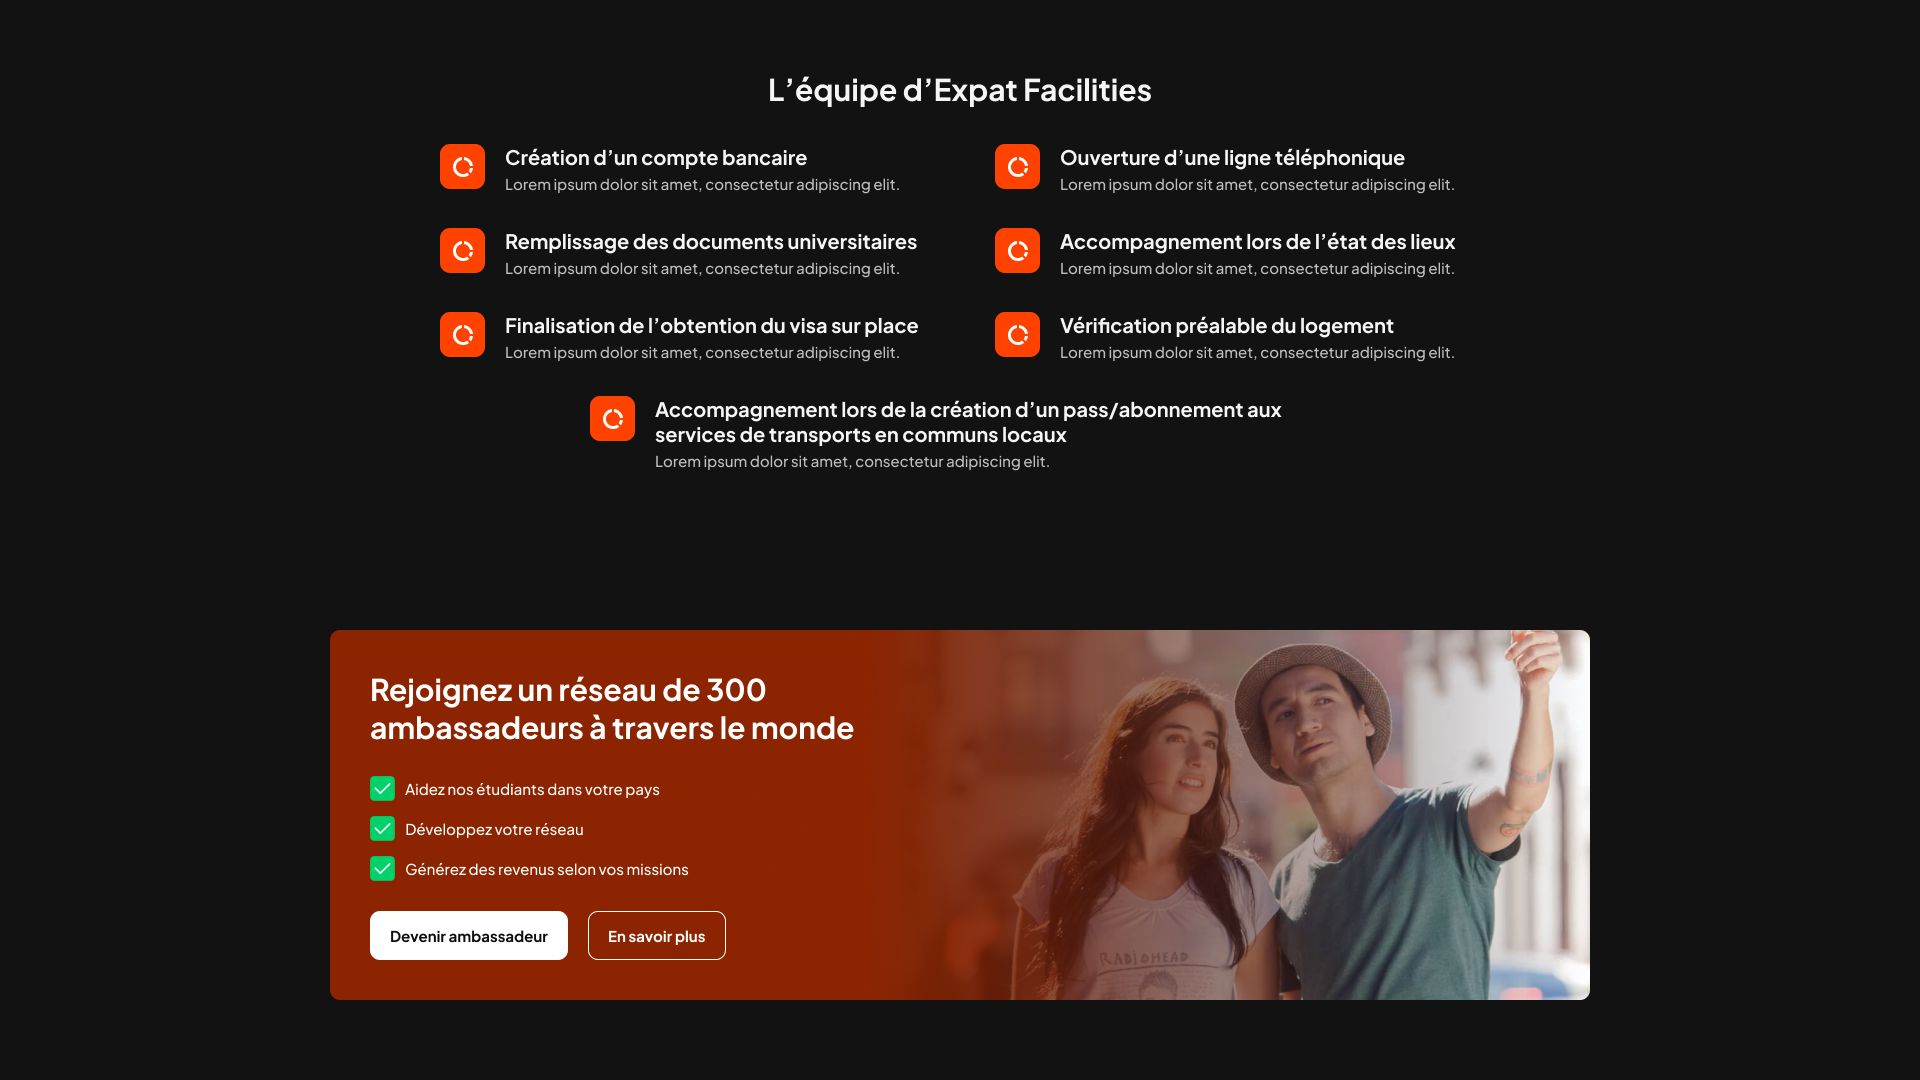 L’équipe d’Expat Facilities
Création d’un compte bancaire
Lorem ipsum dolor sit amet, consectetur adipiscing elit.
Ouverture d’une ligne téléphonique
Lorem ipsum dolor sit amet, consectetur adipiscing elit.
Remplissage des documents universitaires
Lorem ipsum dolor sit amet, consectetur adipiscing elit.
Accompagnement lors de l’état des lieux
Lorem ipsum dolor sit amet, consectetur adipiscing elit.
Finalisation de l’obtention du visa sur place
Lorem ipsum dolor sit amet, consectetur adipiscing elit.
Vérification préalable du logement
Lorem ipsum dolor sit amet, consectetur adipiscing elit.
Accompagnement lors de la création d’un pass/abonnement aux
services de transports en communs locaux
Lorem ipsum dolor sit amet, consectetur adipiscing elit.
Rejoignez un réseau de 300
ambassadeurs à travers le monde
Aidez nos étudiants dans votre pays
Développez votre réseau
Générez des revenus selon vos missions
Devenir ambassadeur
En savoir plus
RADIOHEAD